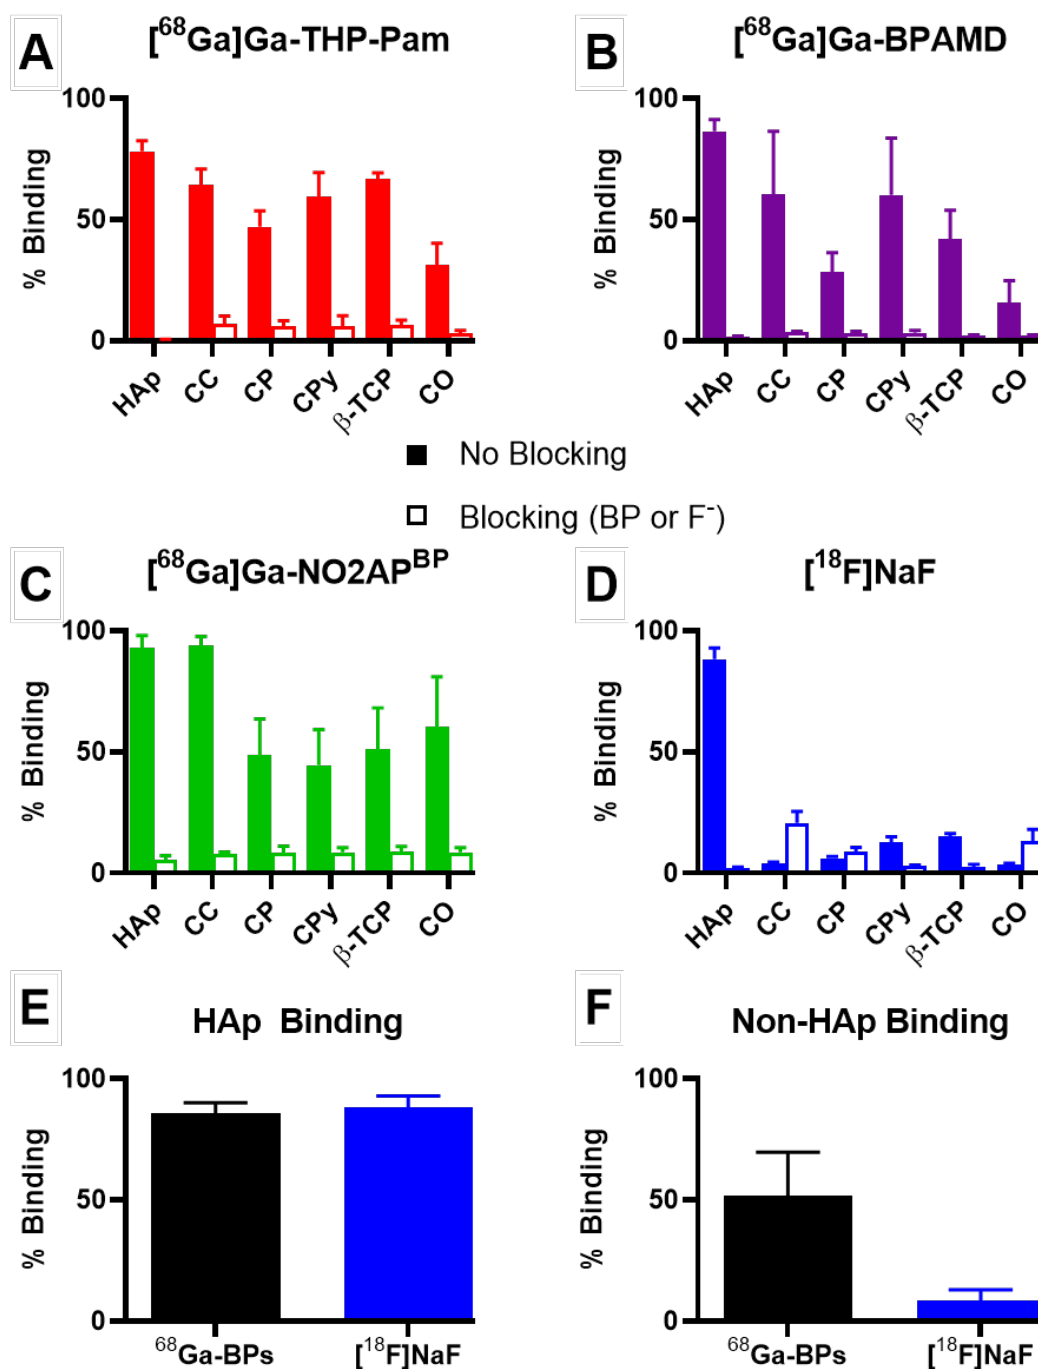 A [⁶⁸Ga]Ga-THP-Pam
% Binding
100
50
0
HAp CC CP CPy β-TCP CO
B [⁶⁸Ga]Ga-BPAMD
% Binding
100
50
0
HAp CC CP CPy β-TCP CO
No Blocking
Blocking (BP or F⁻)
C [⁶⁸Ga]Ga-NO2APᴮᴾ
% Binding
100
50
0
HAp CC CP CPy β-TCP CO
D [¹⁸F]NaF
% Binding
100
50
0
HAp CC CP CPy β-TCP CO
E HAp Binding
% Binding
100
50
0
⁶⁸Ga-BPs [¹⁸F]NaF
F Non-HAp Binding
% Binding
100
50
0
⁶⁸Ga-BPs [¹⁸F]NaF